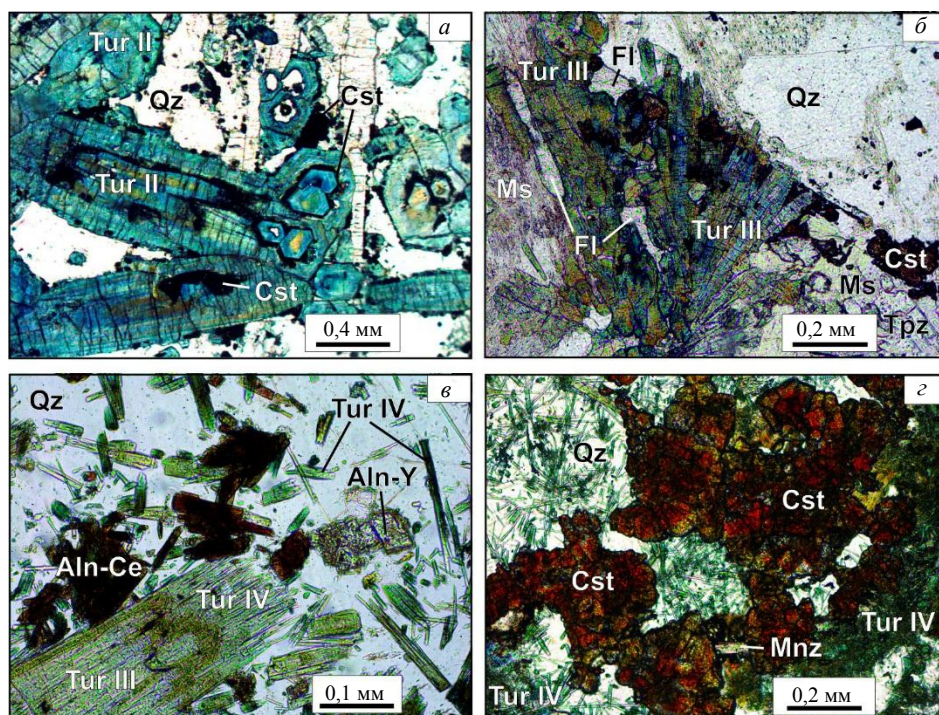 а
Tur II
Qz
Cst
Tur II
Cst
0,4 мм
б
Tur III
Fl
Qz
Ms
Tur III
Fl
Cst
Ms
Tpz
0,2 мм
в
Qz
Tur IV
Aln-Y
Aln-Ce
Tur IV
Tur III
0,1 мм
г
Qz
Cst
Cst
Tur IV
Mnz
Tur IV
0,2 мм